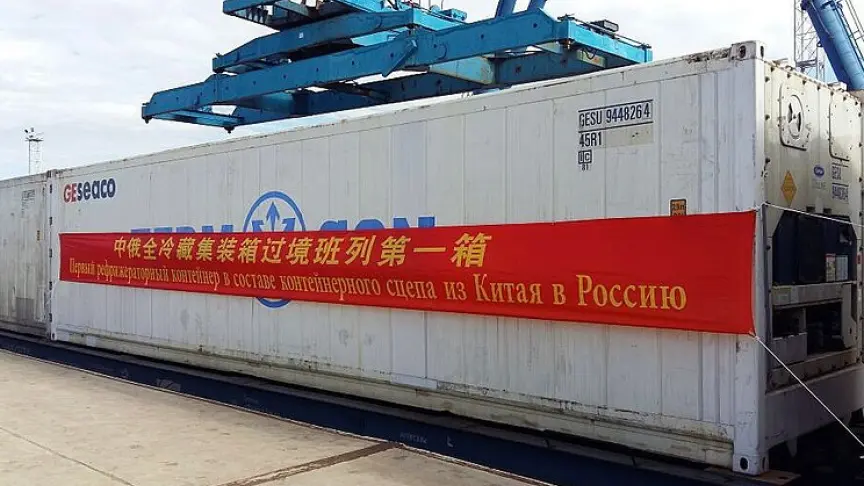 GESU 944826 4
45R1
GEseaco
中俄全冷藏集装箱过境班列第一箱
Первый рефрижераторный контейнер в составе контейнерного сцепа из Китая в Россию